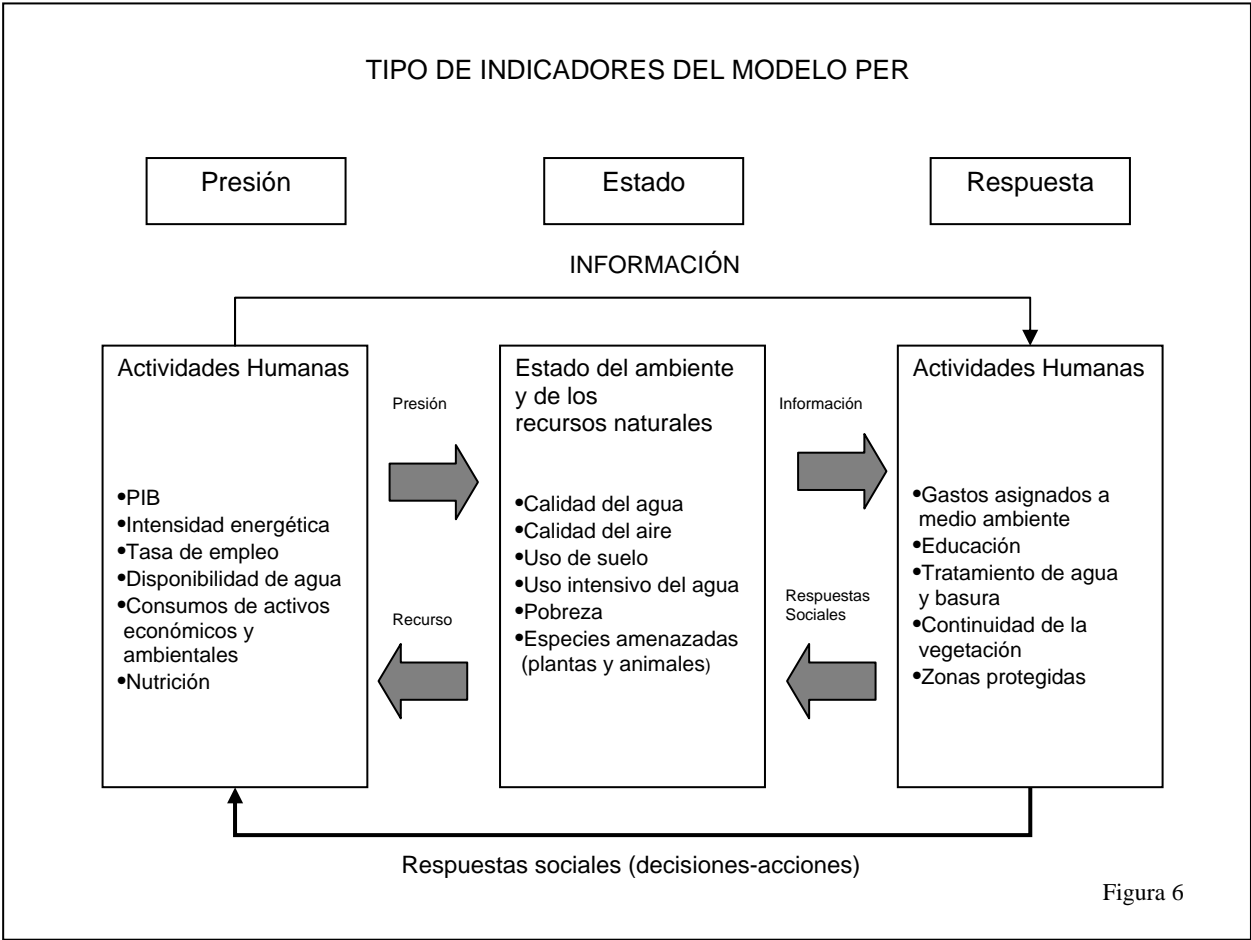 TIPO DE INDICADORES DEL MODELO PER
Presión
Estado
Respuesta
INFORMACIÓN
Actividades Humanas
•PIB
•Intensidad energética
•Tasa de empleo
•Disponibilidad de agua
•Consumos de activos
económicos y
ambientales
•Nutrición
Presión
Recurso
Estado del ambiente
y de los
recursos naturales
•Calidad del agua
•Calidad del aire
•Uso de suelo
•Uso intensivo del agua
•Pobreza
•Especies amenazadas
(plantas y animales)
Información
Respuestas
Sociales
Actividades Humanas
•Gastos asignados a
medio ambiente
•Educación
•Tratamiento de agua
y basura
•Continuidad de la
vegetación
•Zonas protegidas
Respuestas sociales (decisiones-acciones)
Figura 6